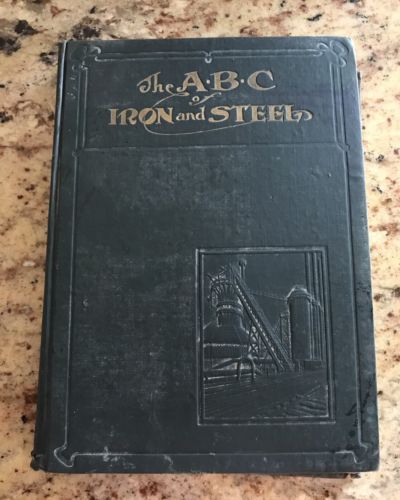 The A·B·C
of
IRON and STEEL